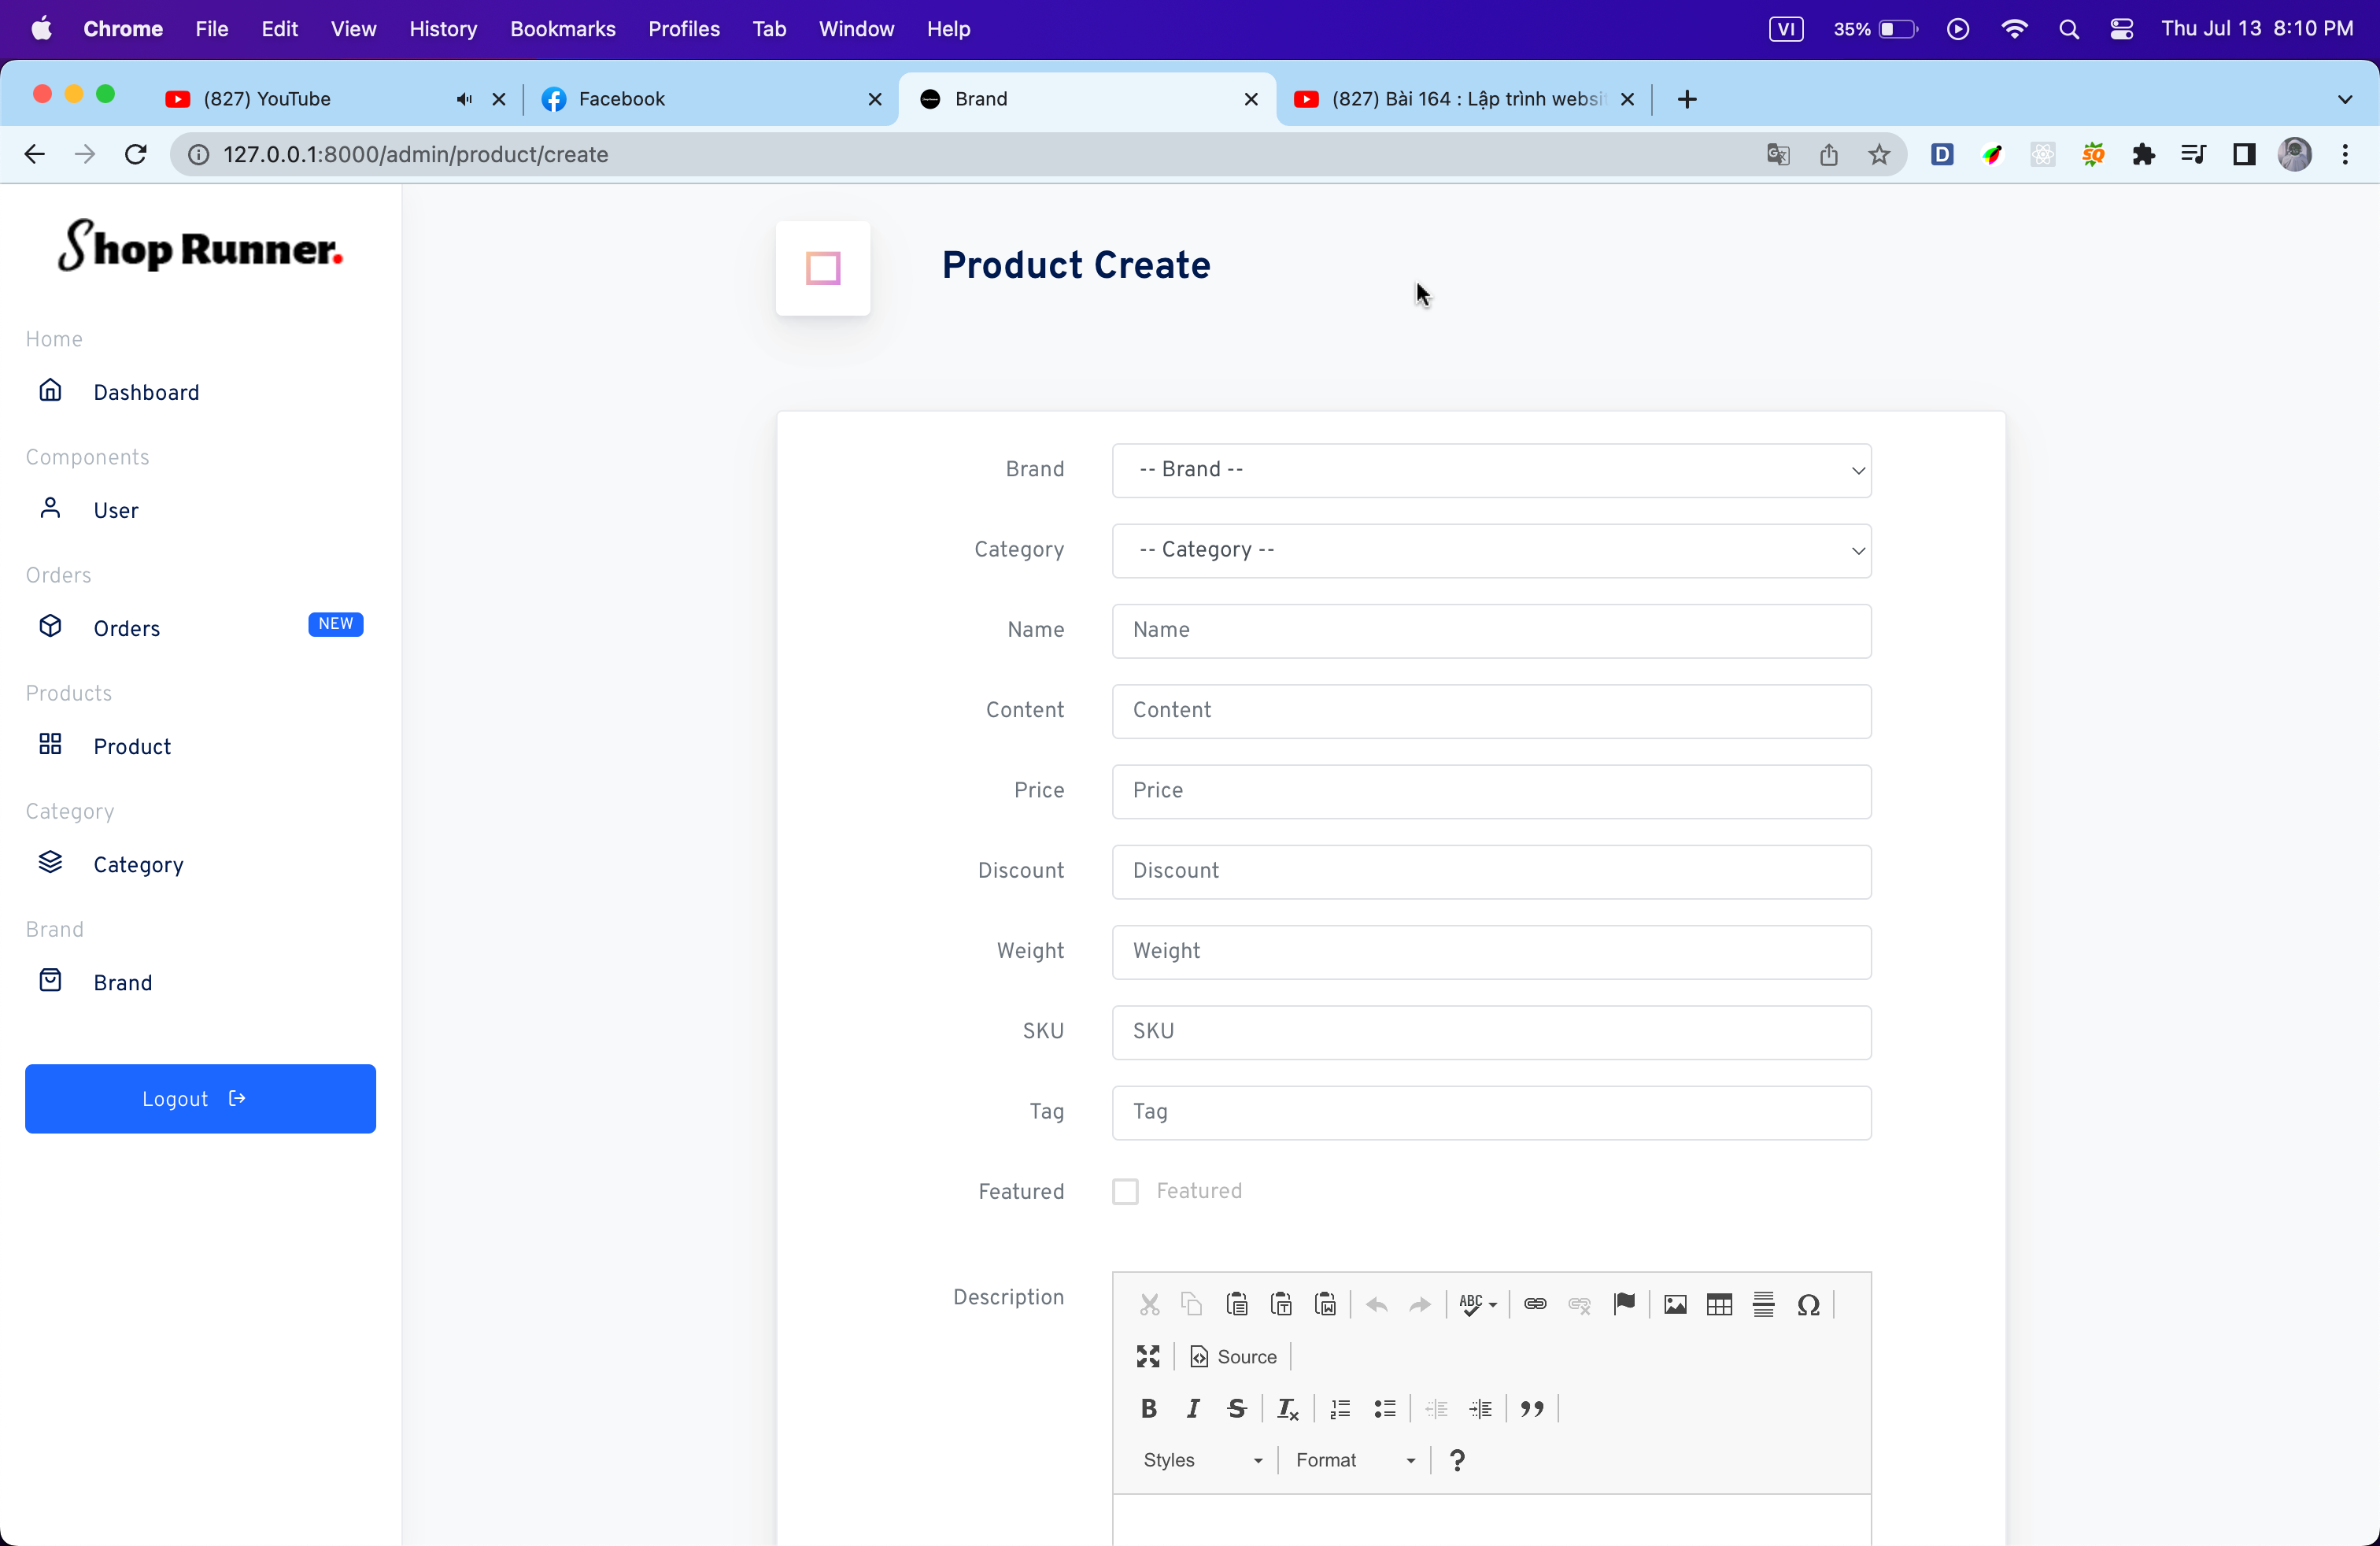 Chrome File Edit View History Bookmarks Profiles Tab Window Help VI 35% Thu Jul 13 8:10 PM
(827) YouTube Facebook Brand (827) Bài 164 : Lập trình websi
127.0.0.1:8000/admin/product/create
Shop Runner.
Home
Dashboard
Components
User
Orders
Orders NEW
Products
Product
Category
Category
Brand
Brand
Logout
Product Create
Brand -- Brand --
Category -- Category --
Name Name
Content Content
Price Price
Discount Discount
Weight Weight
SKU SKU
Tag Tag
Featured Featured
Description
Source
Styles Format ?